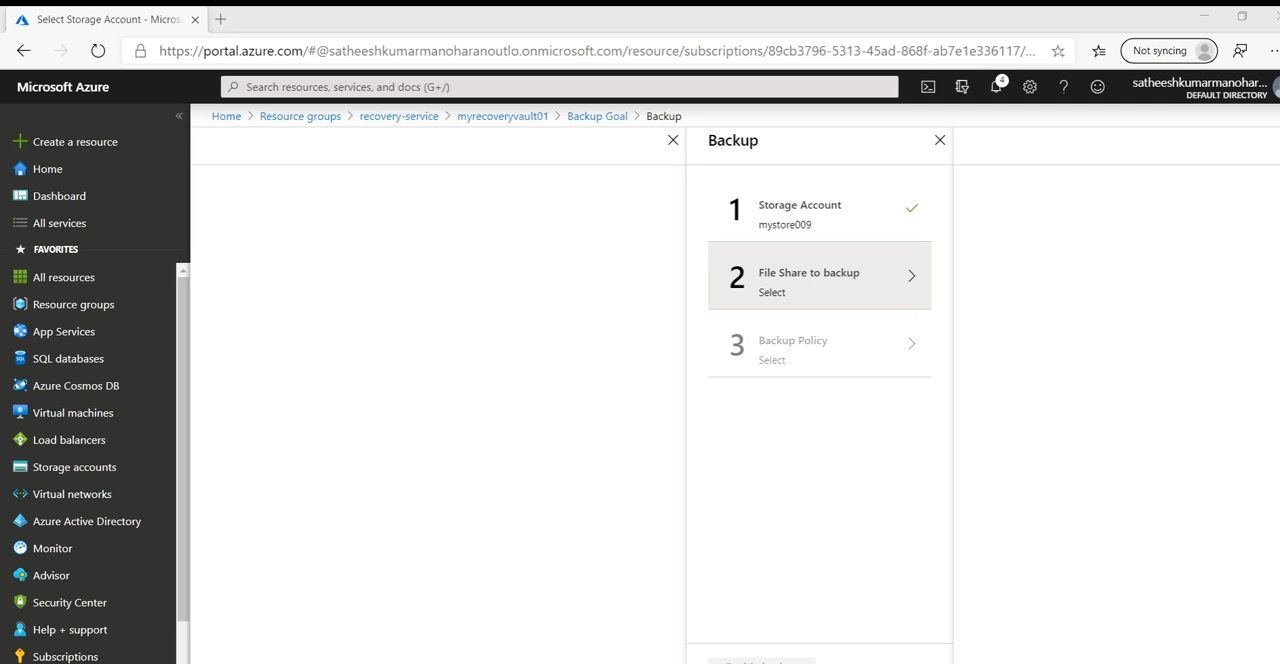 Select Storage Account - Micros
Not syncing
https://portal.azure.com/#@satheeshkumarmanoharanoutlo.onmicrosoft.com/resource/subscriptions/89cb3796-5313-45ad-868f-ab7e1e336117/...
Microsoft Azure
Search resources, services, and docs (G+/)
4
satheeshkumarmanohar...
DEFAULT DIRECTORY
Home > Resource groups > recovery-service > myrecoveryvault01 > Backup Goal > Backup
Create a resource
Home
Dashboard
All services
FAVORITES
All resources
Resource groups
App Services
SQL databases
Azure Cosmos DB
Virtual machines
Load balancers
Storage accounts
Virtual networks
Azure Active Directory
Monitor
Advisor
Security Center
Help + support
Subscriptions
Backup
1 Storage Account
mystore009
2 File Share to backup
Select
3 Backup Policy
Select